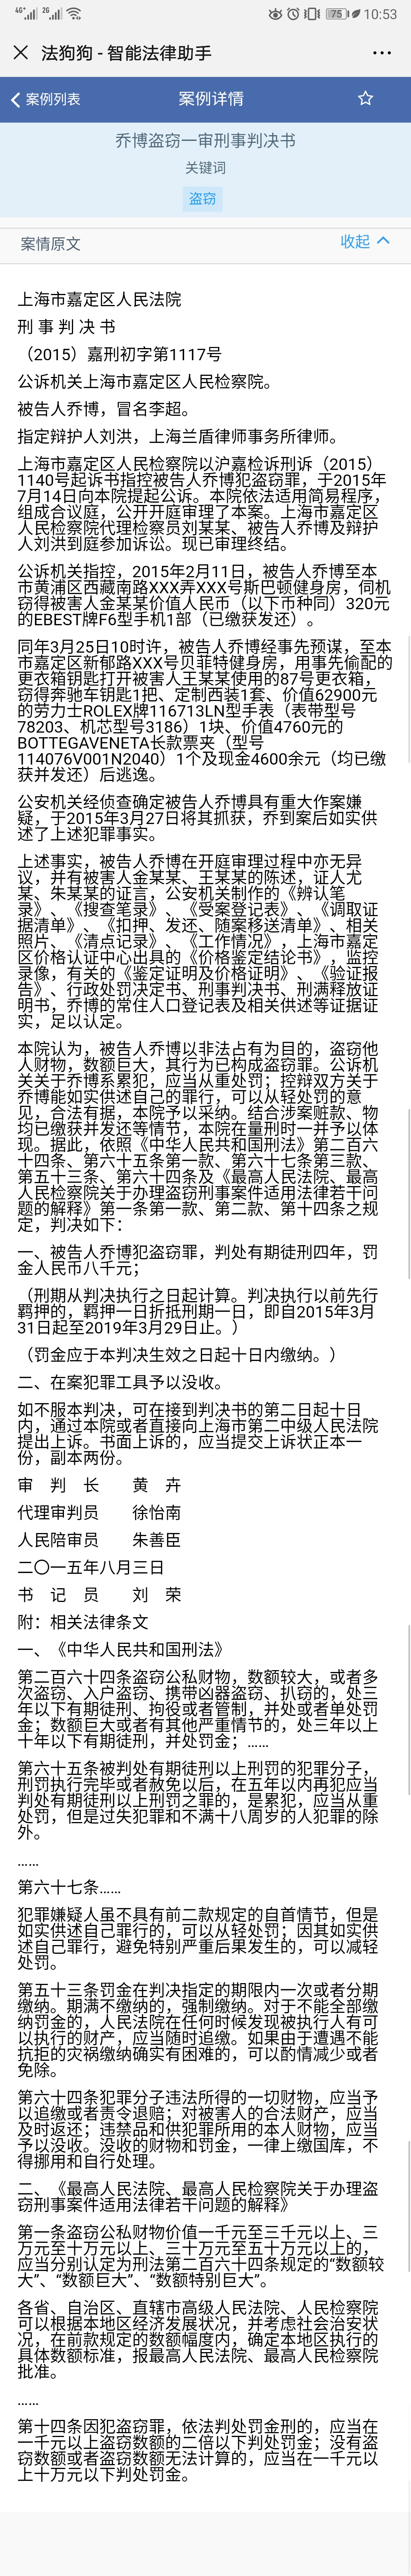 4G+ 2G 75 10:53
法狗狗 - 智能法律助手
案例列表 案例详情
乔博盗窃一审刑事判决书
关键词
盗窃
案情原文 收起
上海市嘉定区人民法院
刑 事 判 决 书
（2015）嘉刑初字第1117号
公诉机关上海市嘉定区人民检察院。
被告人乔博，冒名李超。
指定辩护人刘洪，上海兰盾律师事务所律师。
上海市嘉定区人民检察院以沪嘉检诉刑诉（2015）
1140号起诉书指控被告人乔博犯盗窃罪，于2015年
7月14日向本院提起公诉。本院依法适用简易程序，
组成合议庭，公开开庭审理了本案。上海市嘉定区
人民检察院代理检察员刘某某、被告人乔博及辩护
人刘洪到庭参加诉讼。现已审理终结。
公诉机关指控，2015年2月11日，被告人乔博至本
市黄浦区西藏南路XXX弄XXX号斯巴顿健身房，伺机
窃得被害人金某某价值人民币（以下币种同）320元
的EBEST牌F6型手机1部（已缴获发还）。
同年3月25日10时许，被告人乔博经事先预谋，至本
市嘉定区新郁路XXX号贝菲特健身房，用事先偷配的
更衣箱钥匙打开被害人王某某使用的87号更衣箱，
窃得奔驰车钥匙1把、定制西装1套、价值62900元
的劳力士ROLEX牌116713LN型手表（表带型号
78203、机芯型号3186）1块、价值4760元的
BOTTEGAVENETA长款票夹（型号
114076V001N2040）1个及现金4600余元（均已缴
获并发还）后逃逸。
公安机关经侦查确定被告人乔博具有重大作案嫌
疑，于2015年3月27日将其抓获，乔到案后如实供
述了上述犯罪事实。
上述事实，被告人乔博在开庭审理过程中亦无异
议，并有被害人金某某、王某某的陈述，证人尤
某、朱某某的证言，公安机关制作的《辨认笔
录》、《搜查笔录》、《受案登记表》、《调取证
据清单》、《扣押、发还、随案移送清单》、相关
照片、《清点记录》、《工作情况》，上海市嘉定
区价格认证中心出具的《价格鉴定结论书》，监控
录像，有关的《鉴定证明及价格证明》、《验证报
告》、行政处罚决定书、刑事判决书、刑满释放证
明书，乔博的常住人口登记表及相关供述等证据证
实，足以认定。
本院认为，被告人乔博以非法占有为目的，盗窃他
人财物，数额巨大，其行为已构成盗窃罪。公诉机
关关于乔博系累犯，应当从重处罚；控辩双方关于
乔博能如实供述自己的罪行，可以从轻处罚的意
见，合法有据，本院予以采纳。结合涉案赃款、物
均已缴获并发还等情节，本院在量刑时一并予以体
现。据此，依照《中华人民共和国刑法》第二百六
十四条、第六十五条第一款、第六十七条第三款、
第五十三条、第六十四条及《最高人民法院、最高
人民检察院关于办理盗窃刑事案件适用法律若干问
题的解释》第一条第一款、第二款、第十四条之规
定，判决如下：
一、被告人乔博犯盗窃罪，判处有期徒刑四年，罚
金人民币八千元；
（刑期从判决执行之日起计算。判决执行以前先行
羁押的，羁押一日折抵刑期一日，即自2015年3月
31日起至2019年3月29日止。）
（罚金应于本判决生效之日起十日内缴纳。）
二、在案犯罪工具予以没收。
如不服本判决，可在接到判决书的第二日起十日
内，通过本院或者直接向上海市第二中级人民法院
提出上诉。书面上诉的，应当提交上诉状正本一
份，副本两份。
审　判　长　　黄　卉
代理审判员　　徐怡南
人民陪审员　　朱善臣
二〇一五年八月三日
书　记　员　　刘　荣
附：相关法律条文
一、《中华人民共和国刑法》
第二百六十四条盗窃公私财物，数额较大，或者多
次盗窃、入户盗窃、携带凶器盗窃、扒窃的，处三
年以下有期徒刑、拘役或者管制，并处或者单处罚
金；数额巨大或者有其他严重情节的，处三年以上
十年以下有期徒刑，并处罚金；……
第六十五条被判处有期徒刑以上刑罚的犯罪分子，
刑罚执行完毕或者赦免以后，在五年以内再犯应当
判处有期徒刑以上刑罚之罪的，是累犯，应当从重
处罚，但是过失犯罪和不满十八周岁的人犯罪的除
外。
……
第六十七条……
犯罪嫌疑人虽不具有前二款规定的自首情节，但是
如实供述自己罪行的，可以从轻处罚；因其如实供
述自己罪行，避免特别严重后果发生的，可以减轻
处罚。
第五十三条罚金在判决指定的期限内一次或者分期
缴纳。期满不缴纳的，强制缴纳。对于不能全部缴
纳罚金的，人民法院在任何时候发现被执行人有可
以执行的财产，应当随时追缴。如果由于遭遇不能
抗拒的灾祸缴纳确实有困难的，可以酌情减少或者
免除。
第六十四条犯罪分子违法所得的一切财物，应当予
以追缴或者责令退赔；对被害人的合法财产，应当
及时返还；违禁品和供犯罪所用的本人财物，应当
予以没收。没收的财物和罚金，一律上缴国库，不
得挪用和自行处理。
二、《最高人民法院、最高人民检察院关于办理盗
窃刑事案件适用法律若干问题的解释》
第一条盗窃公私财物价值一千元至三千元以上、三
万元至十万元以上、三十万元至五十万元以上的，
应当分别认定为刑法第二百六十四条规定的“数额较
大”、“数额巨大”、“数额特别巨大”。
各省、自治区、直辖市高级人民法院、人民检察院
可以根据本地区经济发展状况，并考虑社会治安状
况，在前款规定的数额幅度内，确定本地区执行的
具体数额标准，报最高人民法院、最高人民检察院
批准。
……
第十四条因犯盗窃罪，依法判处罚金刑的，应当在
一千元以上盗窃数额的二倍以下判处罚金；没有盗
窃数额或者盗窃数额无法计算的，应当在一千元以
上十万元以下判处罚金。